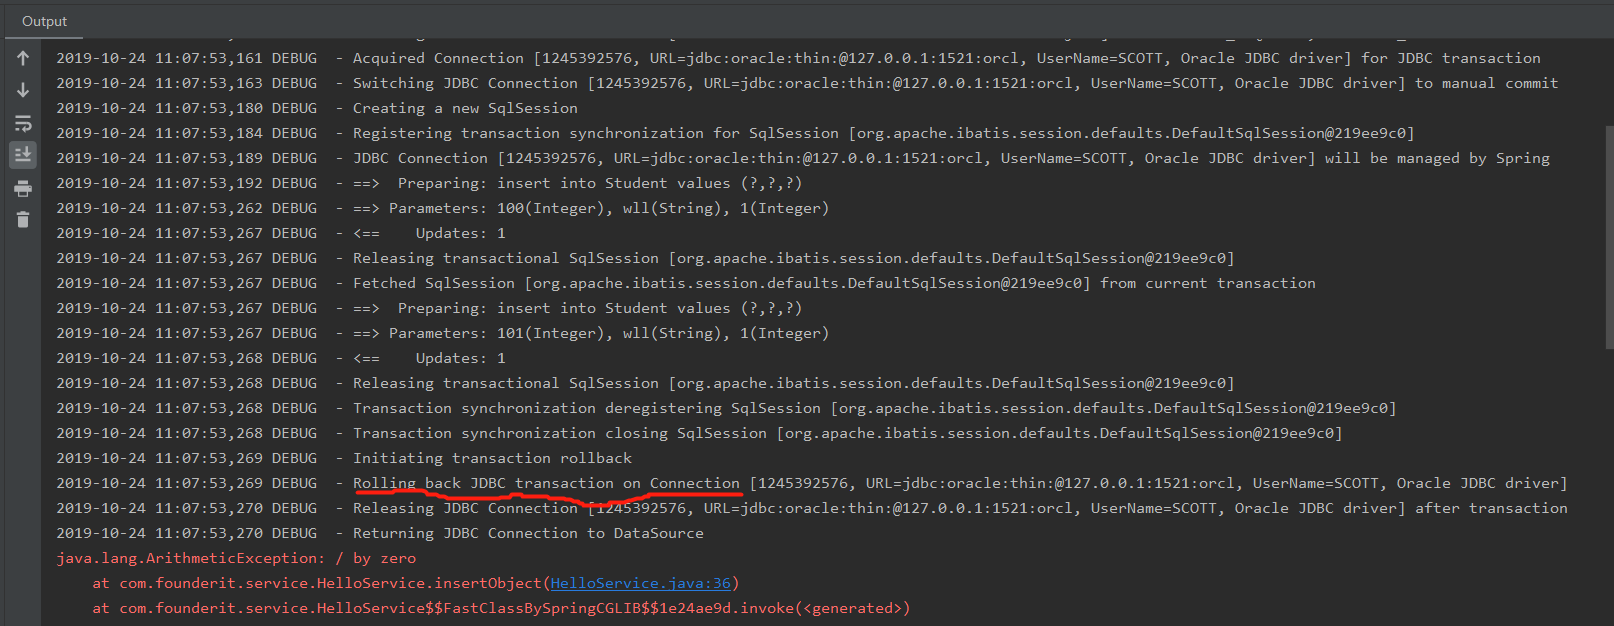 Output
2019-10-24 11:07:53,161 DEBUG  - Acquired Connection [1245392576, URL=jdbc:oracle:thin:@127.0.0.1:1521:orcl, UserName=SCOTT, Oracle JDBC driver] for JDBC transaction
2019-10-24 11:07:53,163 DEBUG  - Switching JDBC Connection [1245392576, URL=jdbc:oracle:thin:@127.0.0.1:1521:orcl, UserName=SCOTT, Oracle JDBC driver] to manual commit
2019-10-24 11:07:53,180 DEBUG  - Creating a new SqlSession
2019-10-24 11:07:53,184 DEBUG  - Registering transaction synchronization for SqlSession [org.apache.ibatis.session.defaults.DefaultSqlSession@219ee9c0]
2019-10-24 11:07:53,189 DEBUG  - JDBC Connection [1245392576, URL=jdbc:oracle:thin:@127.0.0.1:1521:orcl, UserName=SCOTT, Oracle JDBC driver] will be managed by Spring
2019-10-24 11:07:53,192 DEBUG  - ==>  Preparing: insert into Student values (?,?,?)
2019-10-24 11:07:53,262 DEBUG  - ==> Parameters: 100(Integer), wll(String), 1(Integer)
2019-10-24 11:07:53,267 DEBUG  - <==    Updates: 1
2019-10-24 11:07:53,267 DEBUG  - Releasing transactional SqlSession [org.apache.ibatis.session.defaults.DefaultSqlSession@219ee9c0]
2019-10-24 11:07:53,267 DEBUG  - Fetched SqlSession [org.apache.ibatis.session.defaults.DefaultSqlSession@219ee9c0] from current transaction
2019-10-24 11:07:53,267 DEBUG  - ==>  Preparing: insert into Student values (?,?,?)
2019-10-24 11:07:53,267 DEBUG  - ==> Parameters: 101(Integer), wll(String), 1(Integer)
2019-10-24 11:07:53,268 DEBUG  - <==    Updates: 1
2019-10-24 11:07:53,268 DEBUG  - Releasing transactional SqlSession [org.apache.ibatis.session.defaults.DefaultSqlSession@219ee9c0]
2019-10-24 11:07:53,268 DEBUG  - Transaction synchronization deregistering SqlSession [org.apache.ibatis.session.defaults.DefaultSqlSession@219ee9c0]
2019-10-24 11:07:53,268 DEBUG  - Transaction synchronization closing SqlSession [org.apache.ibatis.session.defaults.DefaultSqlSession@219ee9c0]
2019-10-24 11:07:53,269 DEBUG  - Initiating transaction rollback
2019-10-24 11:07:53,269 DEBUG  - Rolling back JDBC transaction on Connection [1245392576, URL=jdbc:oracle:thin:@127.0.0.1:1521:orcl, UserName=SCOTT, Oracle JDBC driver]
2019-10-24 11:07:53,270 DEBUG  - Releasing JDBC Connection [1245392576, URL=jdbc:oracle:thin:@127.0.0.1:1521:orcl, UserName=SCOTT, Oracle JDBC driver] after transaction
2019-10-24 11:07:53,270 DEBUG  - Returning JDBC Connection to DataSource
java.lang.ArithmeticException: / by zero
at com.founderit.service.HelloService.insertObject(HelloService.java:36)
at com.founderit.service.HelloService$$FastClassBySpringCGLIB$$1e24ae9d.invoke(<generated>)